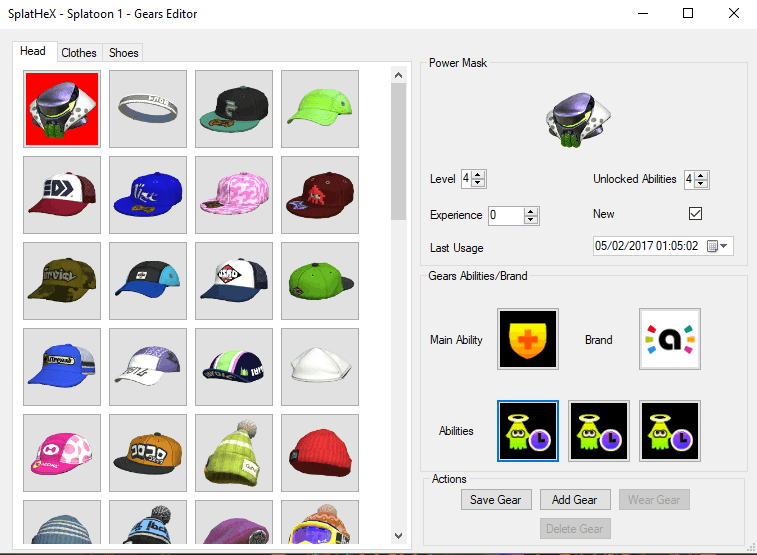 SplatHeX - Splatoon 1 - Gears Editor
Head Clothes Shoes
Power Mask
Level 4 Unlocked Abilities 4
Experience 0 New
Last Usage 05/02/2017 01:05:02
Gears Abilities/Brand
Main Ability Brand
a
Abilities
Actions
Save Gear Add Gear Wear Gear
Delete Gear